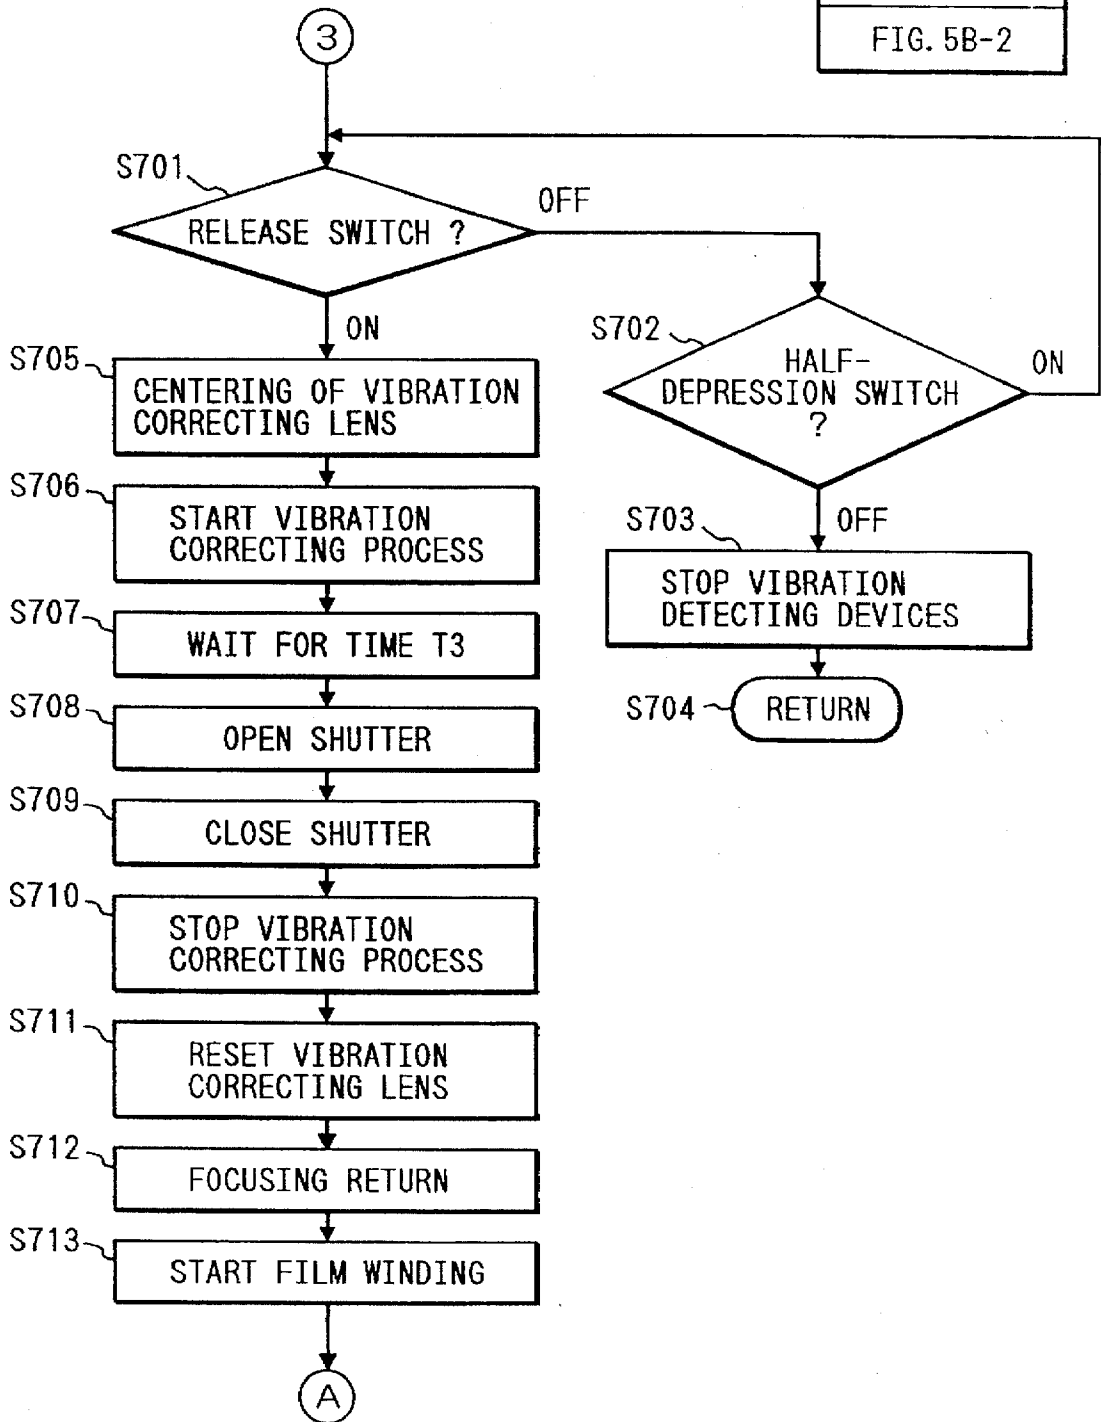 FIG. 5B-2
3
S701
RELEASE SWITCH ?
OFF
ON
S702
HALF-
DEPRESSION SWITCH
?
ON
OFF
S703
STOP VIBRATION
DETECTING DEVICES
S704
RETURN
S705
CENTERING OF VIBRATION
CORRECTING LENS
S706
START VIBRATION
CORRECTING PROCESS
S707
WAIT FOR TIME T3
S708
OPEN SHUTTER
S709
CLOSE SHUTTER
S710
STOP VIBRATION
CORRECTING PROCESS
S711
RESET VIBRATION
CORRECTING LENS
S712
FOCUSING RETURN
S713
START FILM WINDING
A